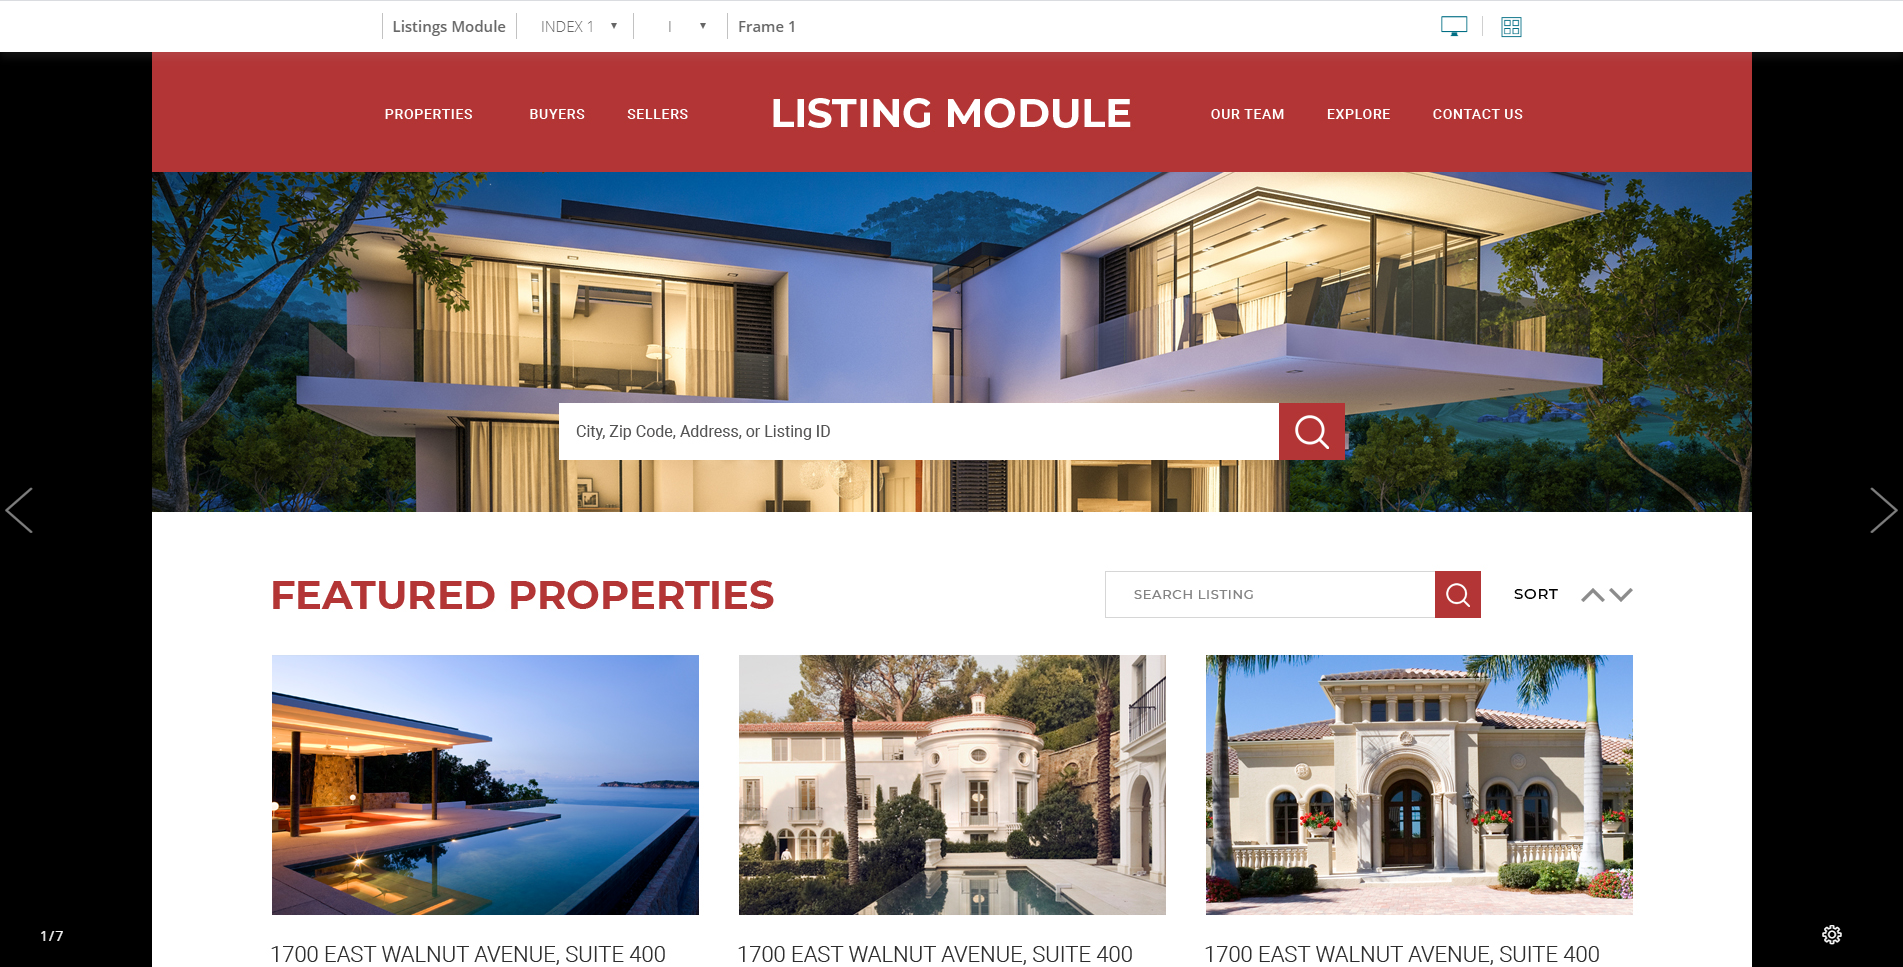 Listings Module INDEX 1 ▼ I ▼ Frame 1
PROPERTIES BUYERS SELLERS LISTING MODULE OUR TEAM EXPLORE CONTACT US
City, Zip Code, Address, or Listing ID
FEATURED PROPERTIES SEARCH LISTING SORT
1/7
1700 EAST WALNUT AVENUE, SUITE 400 1700 EAST WALNUT AVENUE, SUITE 400 1700 EAST WALNUT AVENUE, SUITE 400